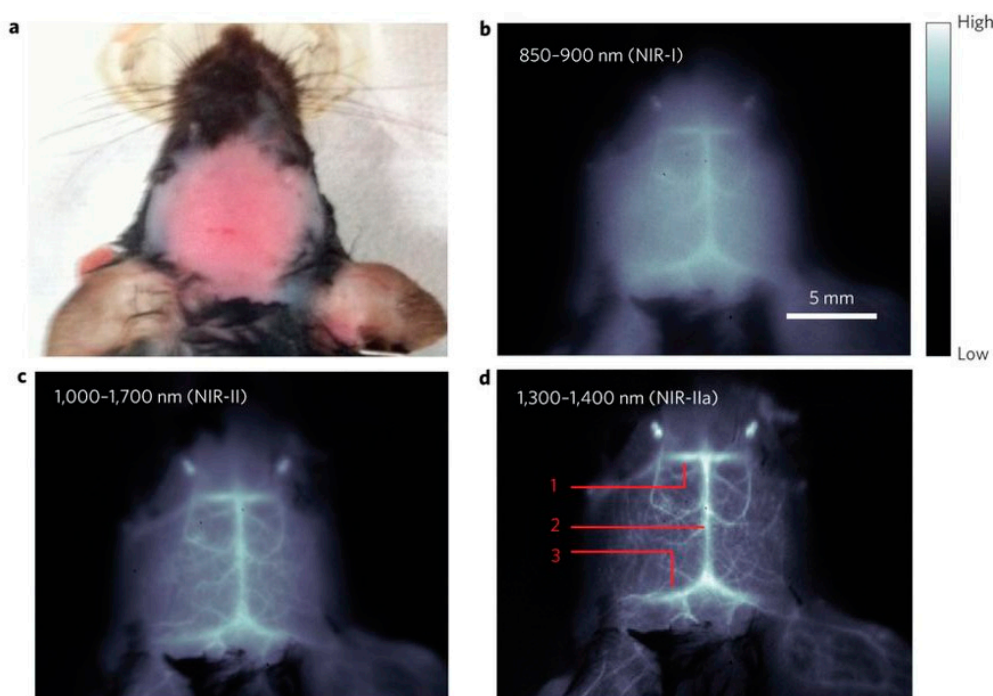 a
b
850–900 nm (NIR-I)
High
5 mm
Low
c
1,000–1,700 nm (NIR-II)
d
1,300–1,400 nm (NIR-IIa)
1
2
3